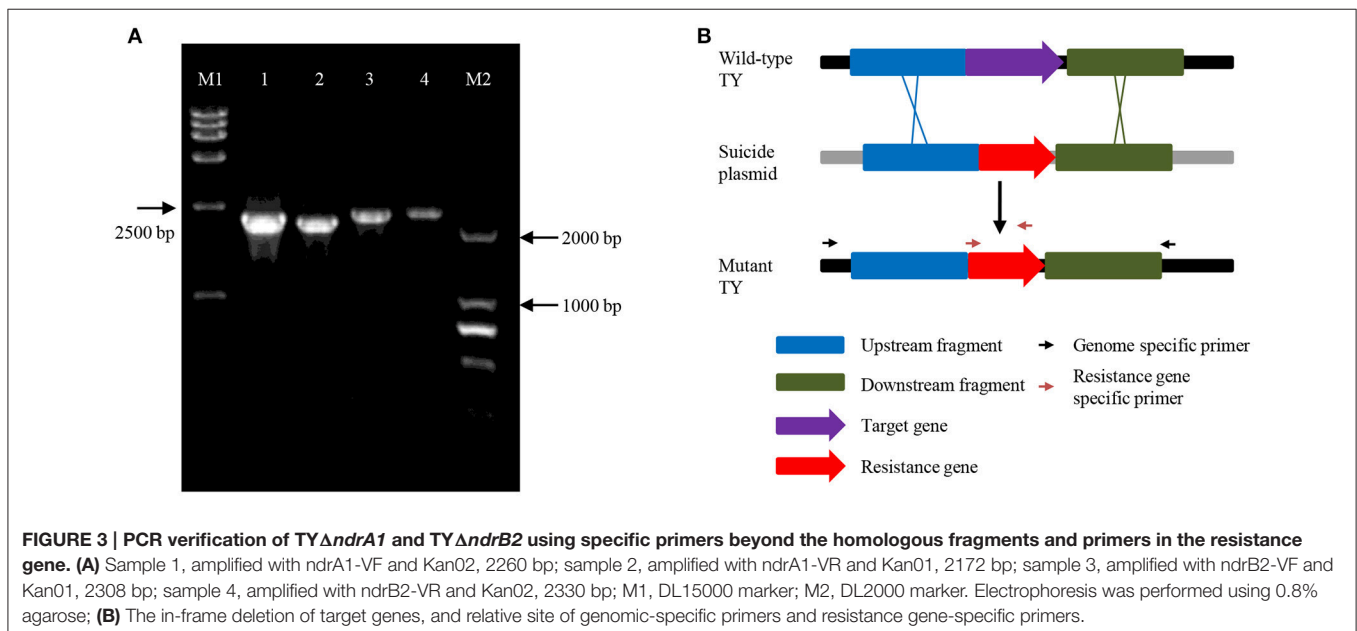 A
M1 1 2 3 4 M2
2500 bp
2000 bp
1000 bp
B
Wild-type
TY
Suicide
plasmid
Mutant
TY
Upstream fragment
Downstream fragment
Target gene
Resistance gene
Genome specific primer
Resistance gene
specific primer
FIGURE 3 | PCR verification of TYΔndrA1 and TYΔndrB2 using specific primers beyond the homologous fragments and primers in the resistance
gene. (A) Sample 1, amplified with ndrA1-VF and Kan02, 2260 bp; sample 2, amplified with ndrA1-VR and Kan01, 2172 bp; sample 3, amplified with ndrB2-VF and
Kan01, 2308 bp; sample 4, amplified with ndrB2-VR and Kan02, 2330 bp; M1, DL15000 marker; M2, DL2000 marker. Electrophoresis was performed using 0.8%
agarose; (B) The in-frame deletion of target genes, and relative site of genomic-specific primers and resistance gene-specific primers.